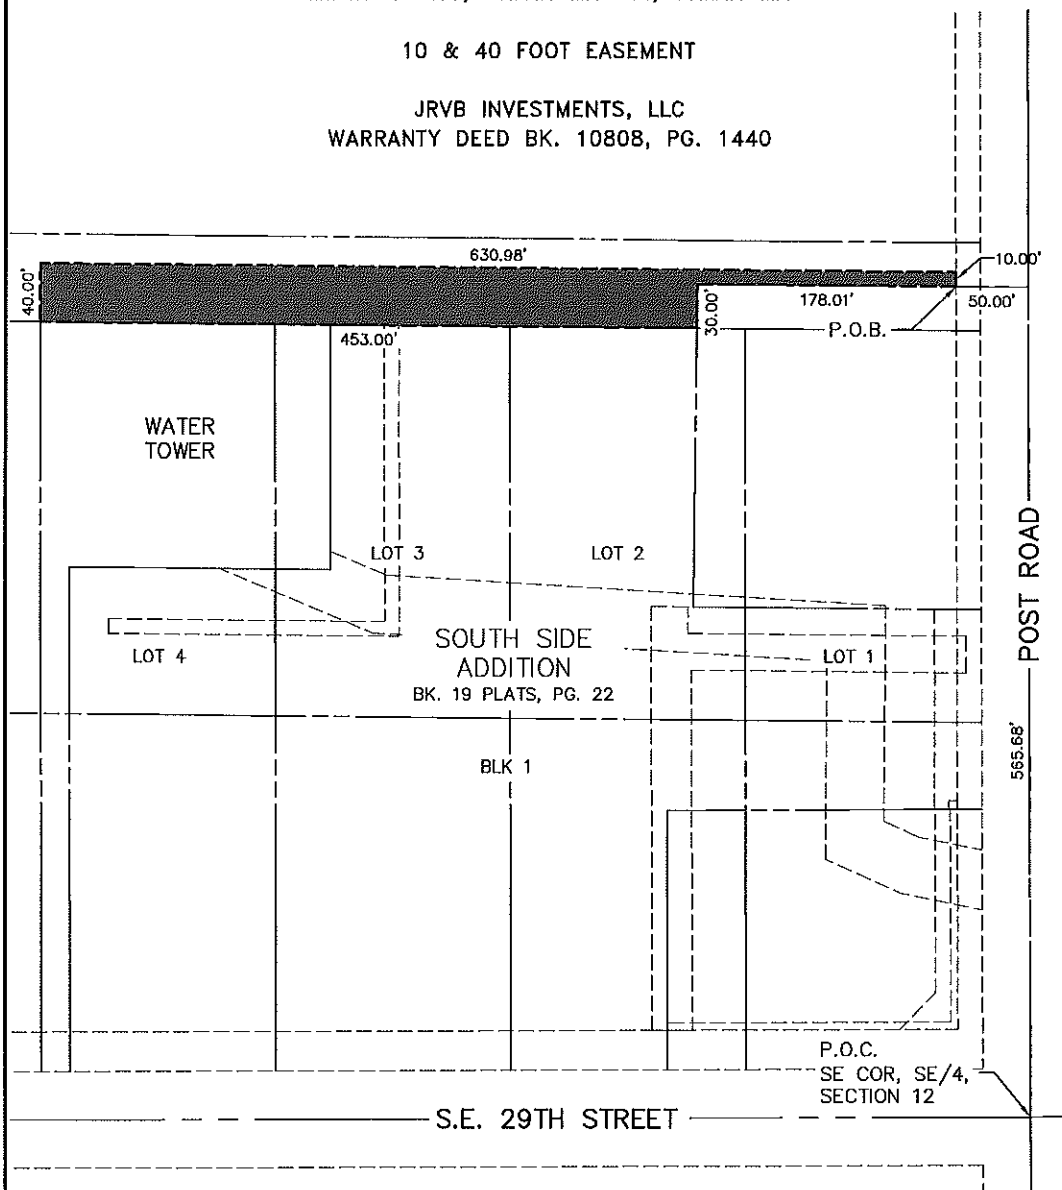 10 & 40 FOOT EASEMENT
JRVB INVESTMENTS, LLC
WARRANTY DEED BK. 10808, PG. 1440
630.98'
10.00'
40.00'
30.00'
178.01'
50.00'
P.O.B.
453.00'
WATER
TOWER
LOT 3
LOT 2
POST ROAD
SOUTH SIDE
ADDITION
BK. 19 PLATS, PG. 22
LOT 4
LOT 1
565.68'
BLK 1
P.O.C.
SE COR, SE/4,
SECTION 12
S.E. 29TH STREET